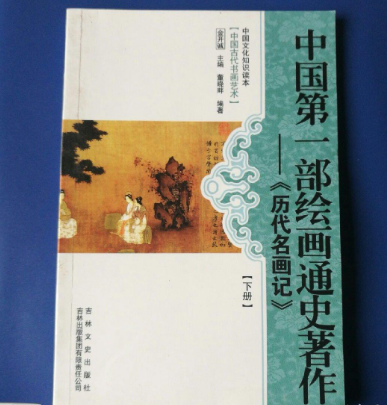 中国第一部绘画通史著作
——《历代名画记》
【下册】
中国文化知识读本
【中国古代书画艺术】
金开诚 主编 董晓畔 编著
吉林文史出版社
吉林出版集团有限责任公司